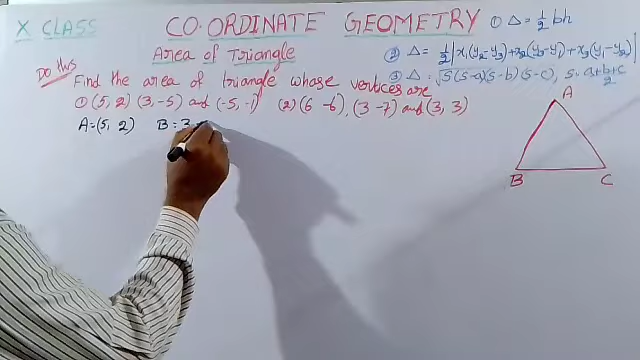 X CLASS CO-ORDINATE GEOMETRY ① Δ = 1/2 bh
Area of Triangle ② Δ = 1/2 |x₁(y₂-y₃)+x₂(y₃-y₁)+x₃(y₁-y₂)|
Do this ③ Δ = √S(S-a)(S-b)(S-c), S = a+b+c/2
Find the area of triangle whose vertices are
① (5, 2) (3, -5) and (-5, -1) (2) (6 -6), (3 -7) and (3, 3)
A = (5, 2) B = 3
A
B C